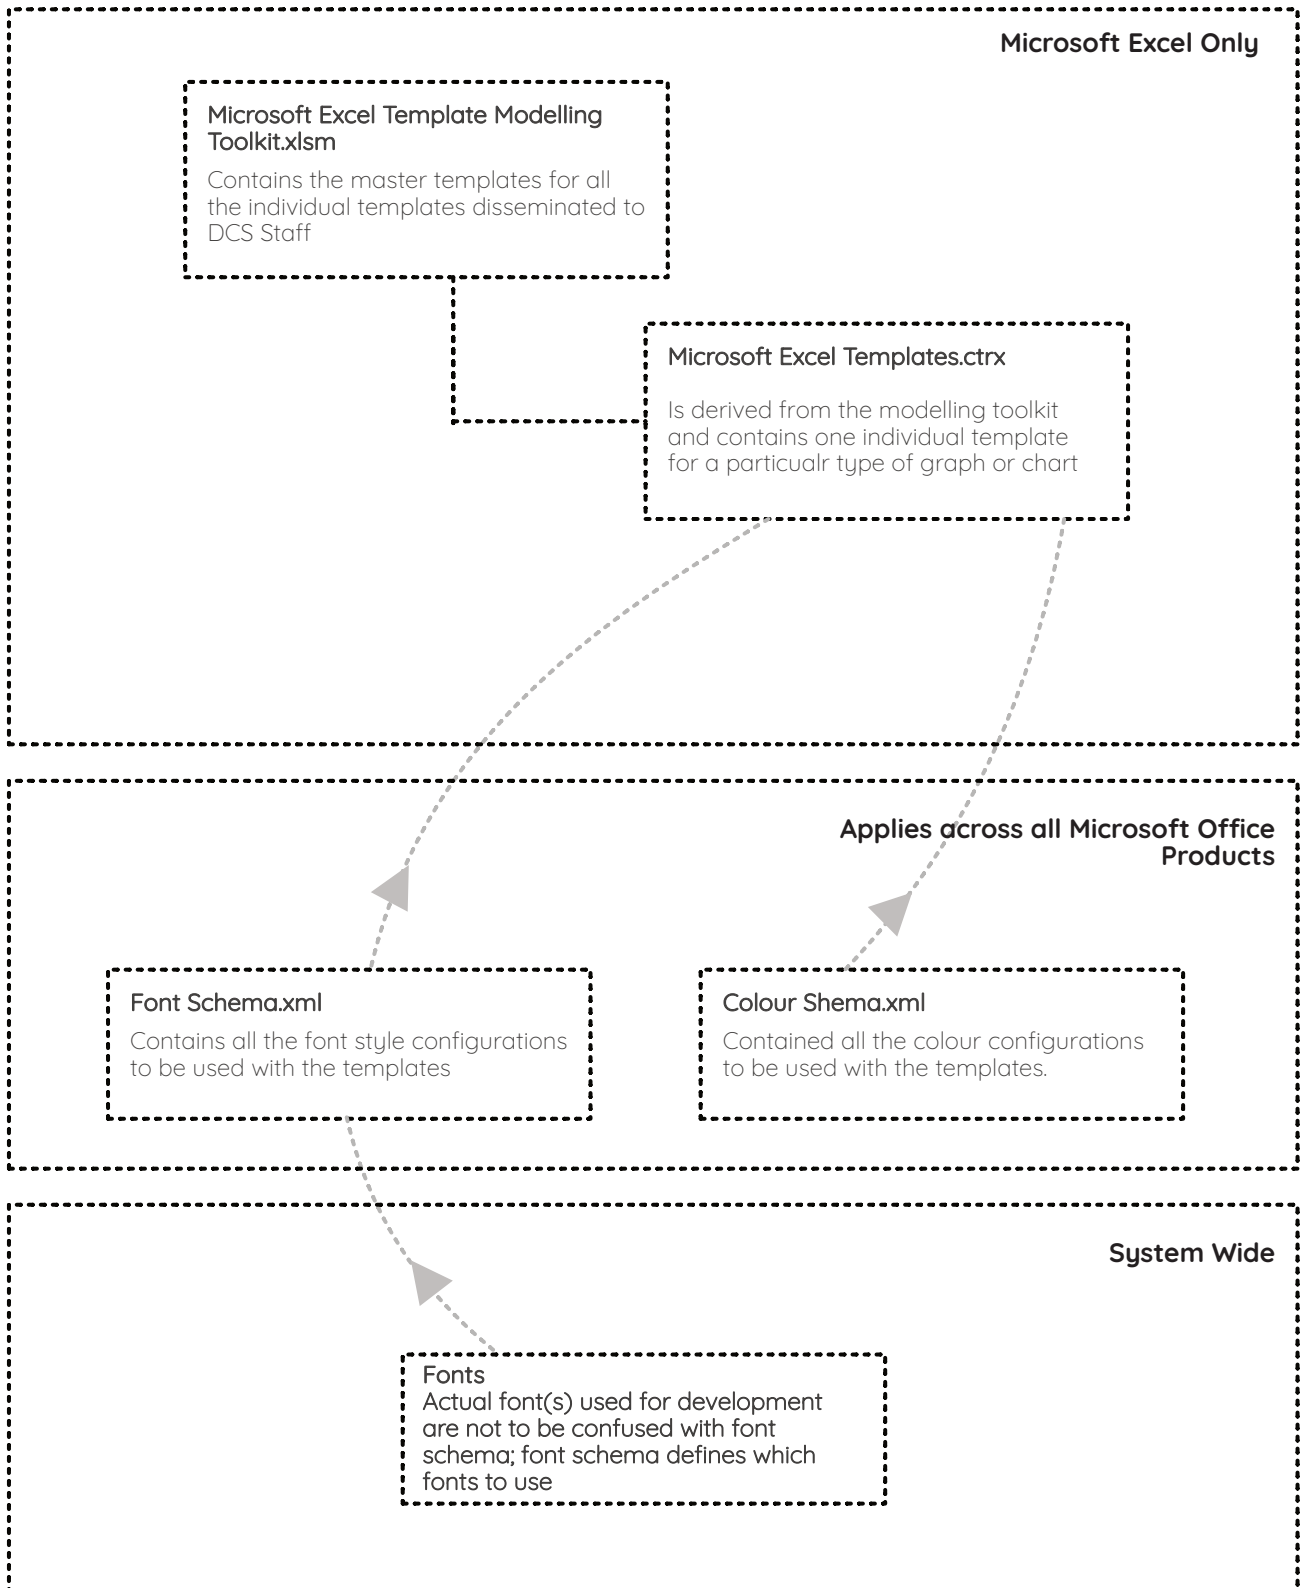 Microsoft Excel Only
Microsoft Excel Template Modelling
Toolkit.xlsm
Contains the master templates for all
the individual templates disseminated to
DCS Staff
Microsoft Excel Templates.ctrx
Is derived from the modelling toolkit
and contains one individual template
for a particualr type of graph or chart
Applies across all Microsoft Office
Products
Font Schema.xml
Contains all the font style configurations
to be used with the templates
Colour Shema.xml
Contained all the colour configurations
to be used with the templates.
System Wide
Fonts
Actual font(s) used for development
are not to be confused with font
schema; font schema defines which
fonts to use